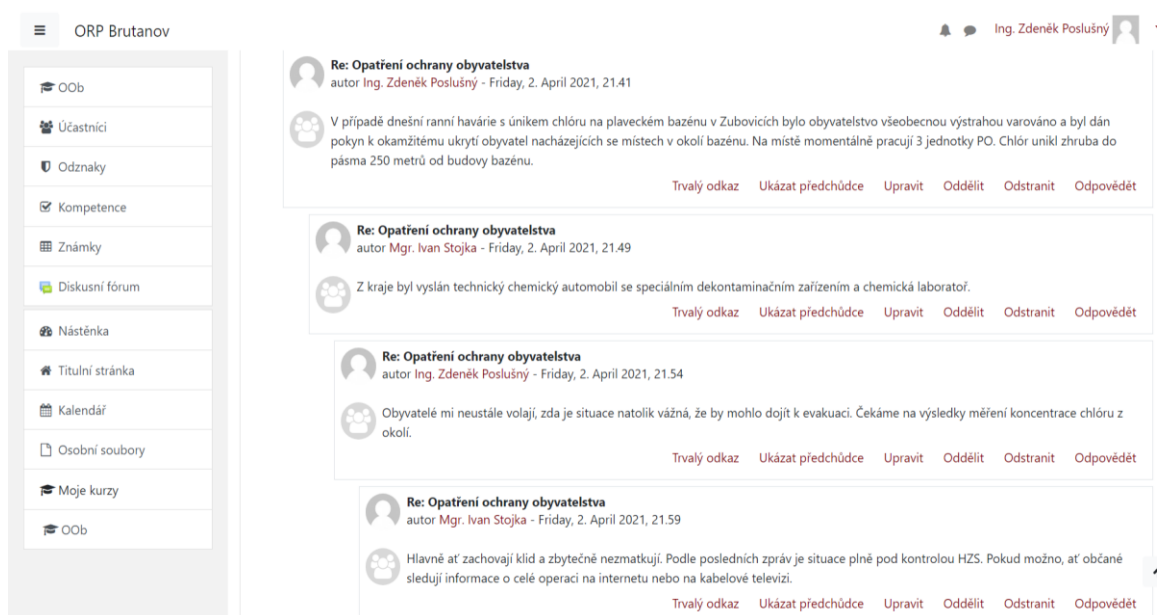 ORP Brutanov
Ing. Zdeněk Poslušný
OOb
Účastníci
Odznaky
Kompetence
Známky
Diskusní fórum
Nástěnka
Titulní stránka
Kalendář
Osobní soubory
Moje kurzy
OOb
Re: Opatření ochrany obyvatelstva
autor Ing. Zdeněk Poslušný - Friday, 2. April 2021, 21.41
V případě dnešní ranní havárie s únikem chlóru na plaveckém bazénu v Zubovicích bylo obyvatelstvo všeobecnou výstrahou varováno a byl dán
pokyn k okamžitému ukrytí obyvatel nacházejících se místech v okolí bazénu. Na místě momentálně pracují 3 jednotky PO. Chlór unikl zhruba do
pásma 250 metrů od budovy bazénu.
Trvalý odkaz Ukázat předchůdce Upravit Oddělit Odstranit Odpovědět
Re: Opatření ochrany obyvatelstva
autor Mgr. Ivan Stojka - Friday, 2. April 2021, 21.49
Z kraje byl vyslán technický chemický automobil se speciálním dekontaminačním zařízením a chemická laboratoř.
Trvalý odkaz Ukázat předchůdce Upravit Oddělit Odstranit Odpovědět
Re: Opatření ochrany obyvatelstva
autor Ing. Zdeněk Poslušný - Friday, 2. April 2021, 21.54
Obyvatelé mi neustále volají, zda je situace natolik vážná, že by mohlo dojít k evakuaci. Čekáme na výsledky měření koncentrace chlóru z
okolí.
Trvalý odkaz Ukázat předchůdce Upravit Oddělit Odstranit Odpovědět
Re: Opatření ochrany obyvatelstva
autor Mgr. Ivan Stojka - Friday, 2. April 2021, 21.59
Hlavně ať zachovají klid a zbytečně nezmatkují. Podle posledních zpráv je situace plně pod kontrolou HZS. Pokud možno, ať občané
sledují informace o celé operaci na internetu nebo na kabelové televizi.
Trvalý odkaz Ukázat předchůdce Upravit Oddělit Odstranit Odpovědět